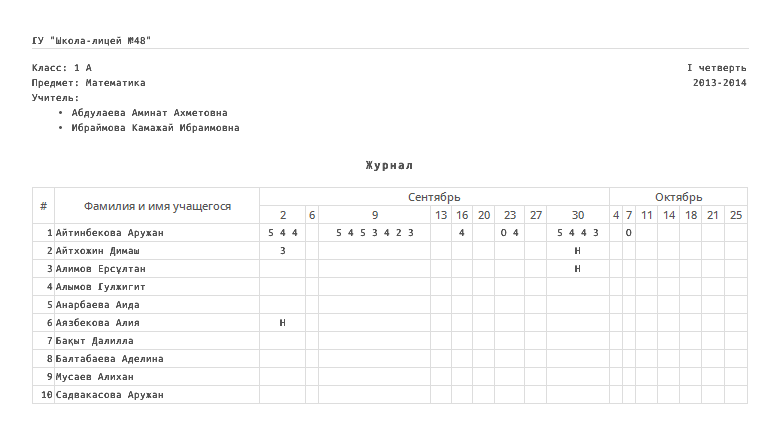 ГУ "Школа-лицей №48"
Класс: 1 А I четверть
Предмет: Математика 2013-2014
Учитель:
• Абдулаева Аминат Ахметовна
• Ибраймова Камажай Ибраимовна
Журнал
# Фамилия и имя учащегося Сентябрь Октябрь
2 6 9 13 16 20 23 27 30 4 7 11 14 18 21 25
1 Айтинбекова Аружан 5 4 4 5 4 5 3 4 2 3 4 0 4 5 4 4 3 0
2 Айтхожин Димаш 3 Н
3 Алимов Ерсұлтан Н
4 Алымов Гулжигит
5 Анарбаева Аида
6 Аязбекова Алия Н
7 Бақыт Далилла
8 Балтабаева Аделина
9 Мусаев Алихан
10 Садвакасова Аружан